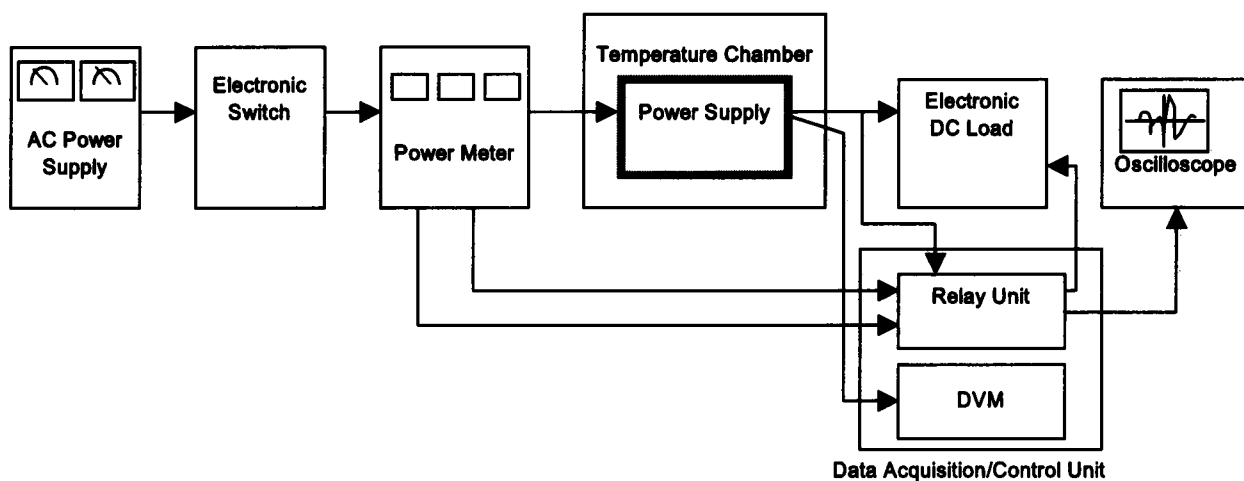 AC Power
Supply
Electronic
Switch
Power Meter
Temperature Chamber
Power Supply
Electronic
DC Load
Oscilloscope
Relay Unit
DVM
Data Acquisition/Control Unit